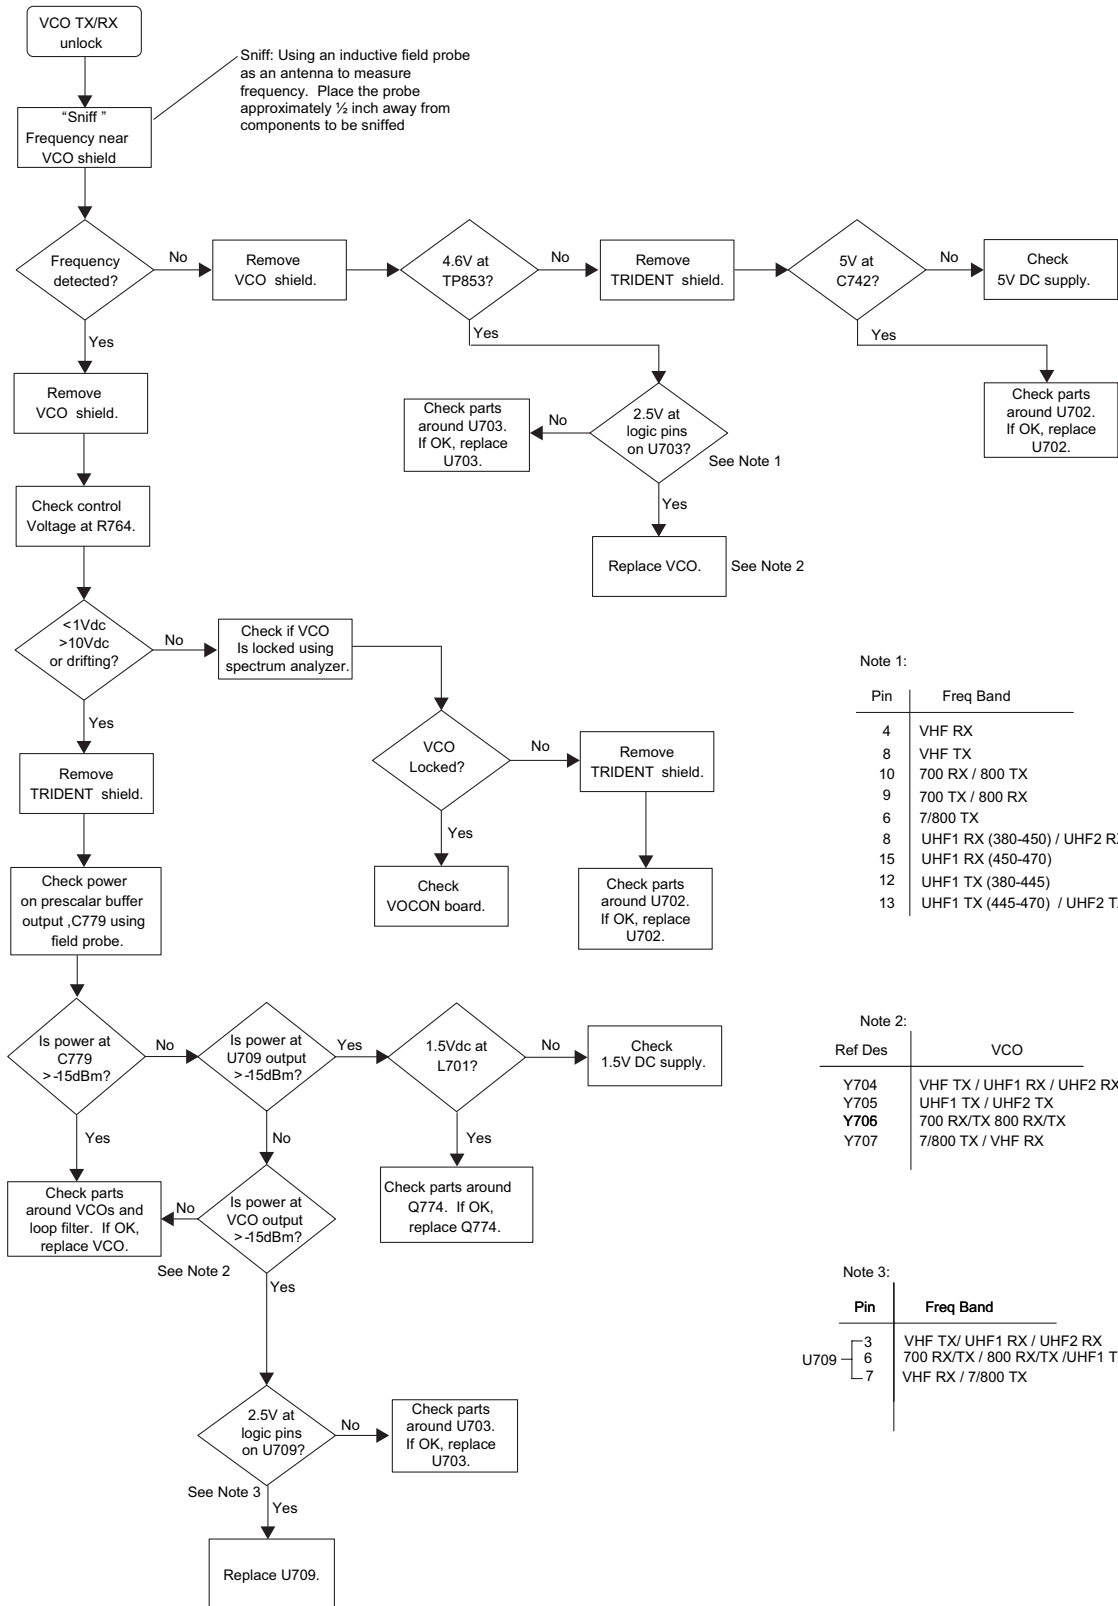 VCO TX/RX
unlock
Sniff: Using an inductive field probe
as an antenna to measure
frequency. Place the probe
approximately ½ inch away from
components to be sniffed
“Sniff ”
Frequency near
VCO shield
Frequency
detected?
No
Remove
VCO shield.
4.6V at
TP853?
No
Remove
TRIDENT shield.
5V at
C742?
No
Check
5V DC supply.
Yes
Yes
Yes
Remove
VCO shield.
Check parts
around U703.
If OK, replace
U703.
No
2.5V at
logic pins
on U703?
See Note 1
Check parts
around U702.
If OK, replace
U702.
Yes
Check control
Voltage at R764.
Replace VCO.
See Note 2
<1Vdc
>10Vdc
or drifting?
No
Check if VCO
Is locked using
spectrum analyzer.
Yes
VCO
Locked?
No
Remove
TRIDENT shield.
Yes
Remove
TRIDENT shield.
Check
VOCON board.
Check parts
around U702.
If OK, replace
U702.
Check power
on prescalar buffer
output ,C779 using
field probe.
Note 1:
Pin Freq Band
4 VHF RX
8 VHF TX
10 700 RX / 800 TX
9 700 TX / 800 RX
6 7/800 TX
8 UHF1 RX (380-450) / UHF2
15 UHF1 RX (450-470)
12 UHF1 TX (380-445)
13 UHF1 TX (445-470) / UHF2
Is power at
C779
>-15dBm?
No
Is power at
U709 output
>-15dBm?
Yes
1.5Vdc at
L701?
No
Check
1.5V DC supply.
Yes
No
Yes
Check parts
around VCOs and
loop filter. If OK,
replace VCO.
No
Is power at
VCO output
>-15dBm?
See Note 2
Check parts around
Q774. If OK,
replace Q774.
Yes
Note 2:
Ref Des VCO
Y704 VHF TX / UHF1 RX / UHF2 RX
Y705 UHF1 TX / UHF2 TX
Y706 700 RX/TX 800 RX/TX
Y707 7/800 TX / VHF RX
2.5V at
logic pins
on U709?
No
Check parts
around U703.
If OK, replace
U703.
See Note 3
Yes
Replace U709.
Note 3:
Pin Freq Band
3 VHF TX/ UHF1 RX / UHF2 RX
U709 6 700 RX/TX / 800 RX/TX /UHF1
7 VHF RX / 7/800 TX